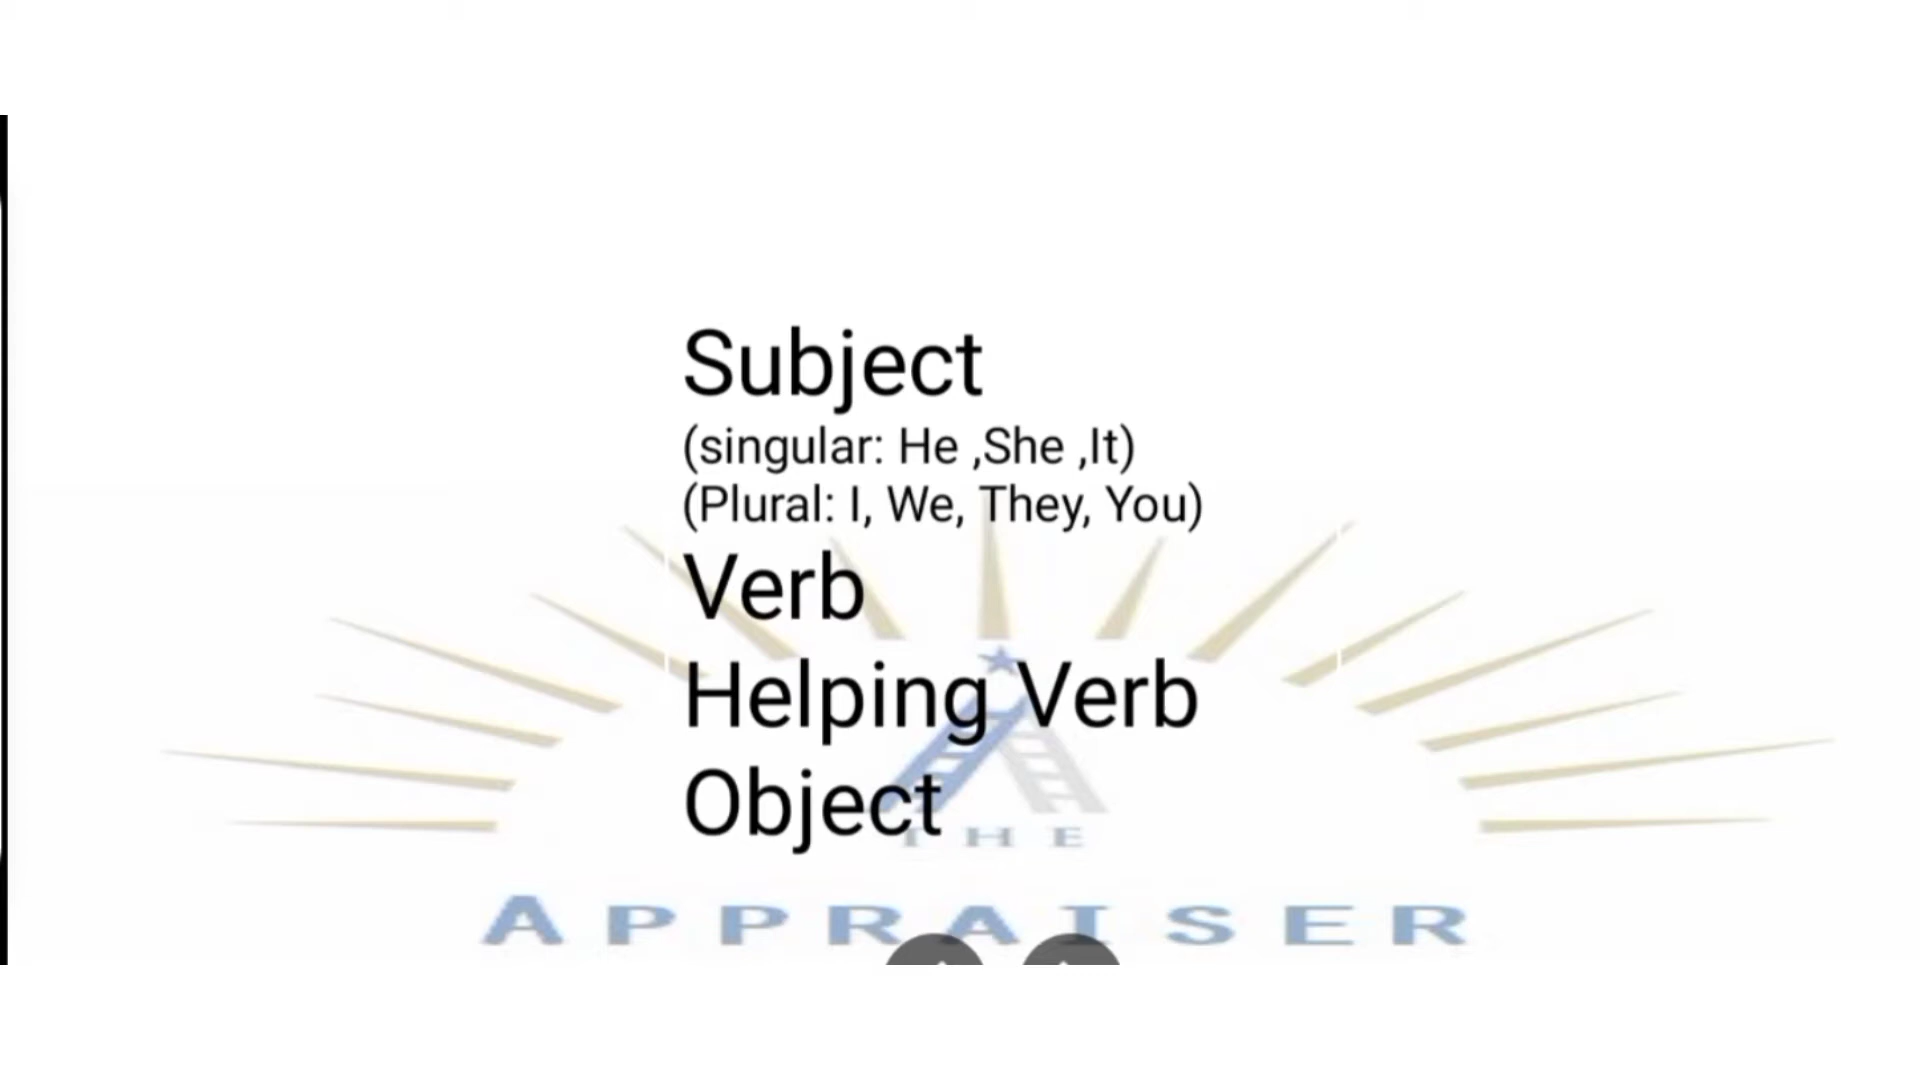 Subject
(singular: He ,She ,It)
(Plural: I, We, They, You)
Verb
Helping Verb
Object
THE
APPRAISER